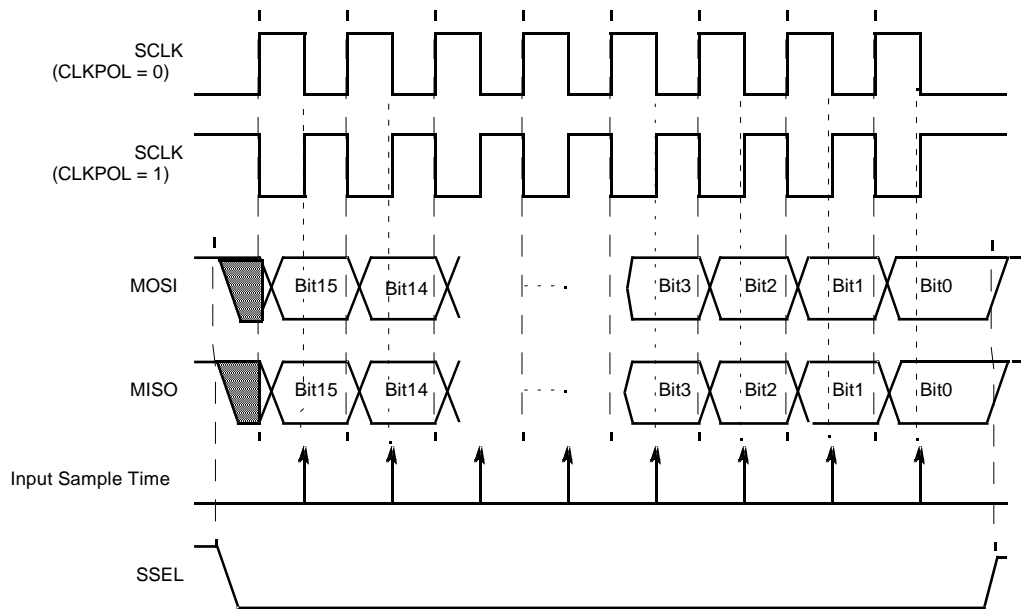 SCLK
(CLKPOL = 0)
SCLK
(CLKPOL = 1)
MOSI
Bit15
Bit14
Bit3
Bit2
Bit1
Bit0
MISO
Bit15
Bit14
Bit3
Bit2
Bit1
Bit0
Input Sample Time
SSEL